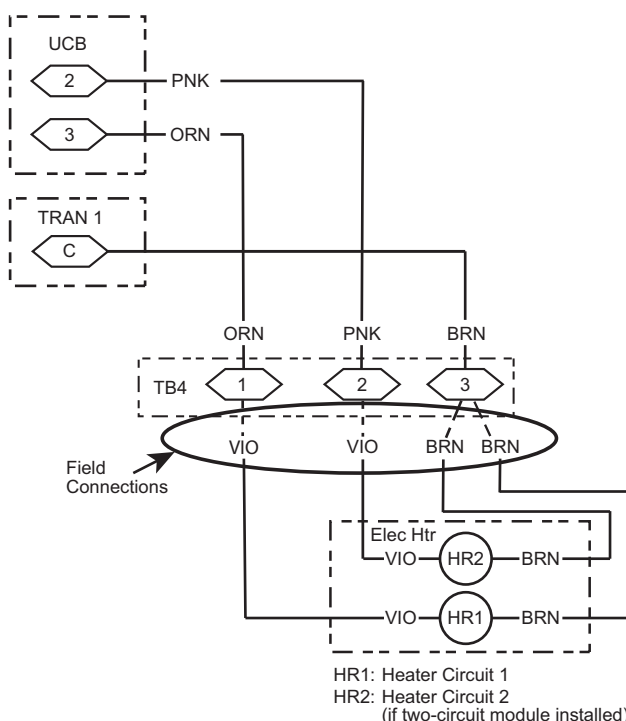 UCB
2 PNK
3 ORN
TRAN 1
C
ORN PNK BRN
TB4 1 2 3
VIO VIO BRN BRN
Field
Connections
Elec Htr
VIO HR2 BRN
VIO HR1 BRN
HR1: Heater Circuit 1
HR2: Heater Circuit 2
(if two-circuit module installed)